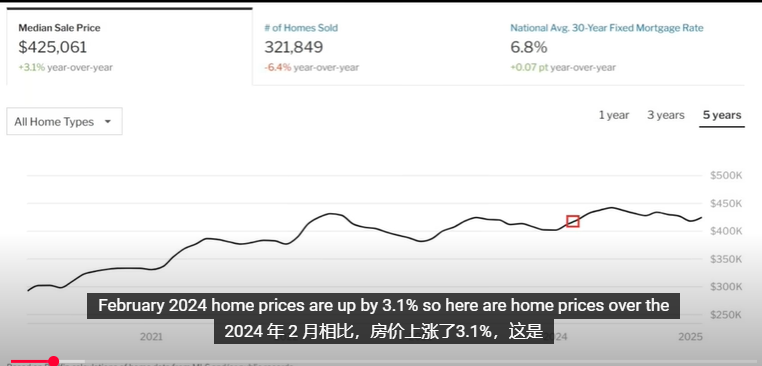 Median Sale Price
# of Homes Sold
National Avg. 30-Year Fixed Mortgage Rate
$425,061
321,849
6.8%
+3.1% year-over-year
-6.4% year-over-year
+0.07 pt year-over-year
All Home Types
1 year
3 years
5 years
$500K
$450K
$400K
$350K
$300K
$250K
February 2024 home prices are up by 3.1% so here are home prices over the
2024 年 2 月相比，房价上涨了3.1%，这是
2021
2024
2025